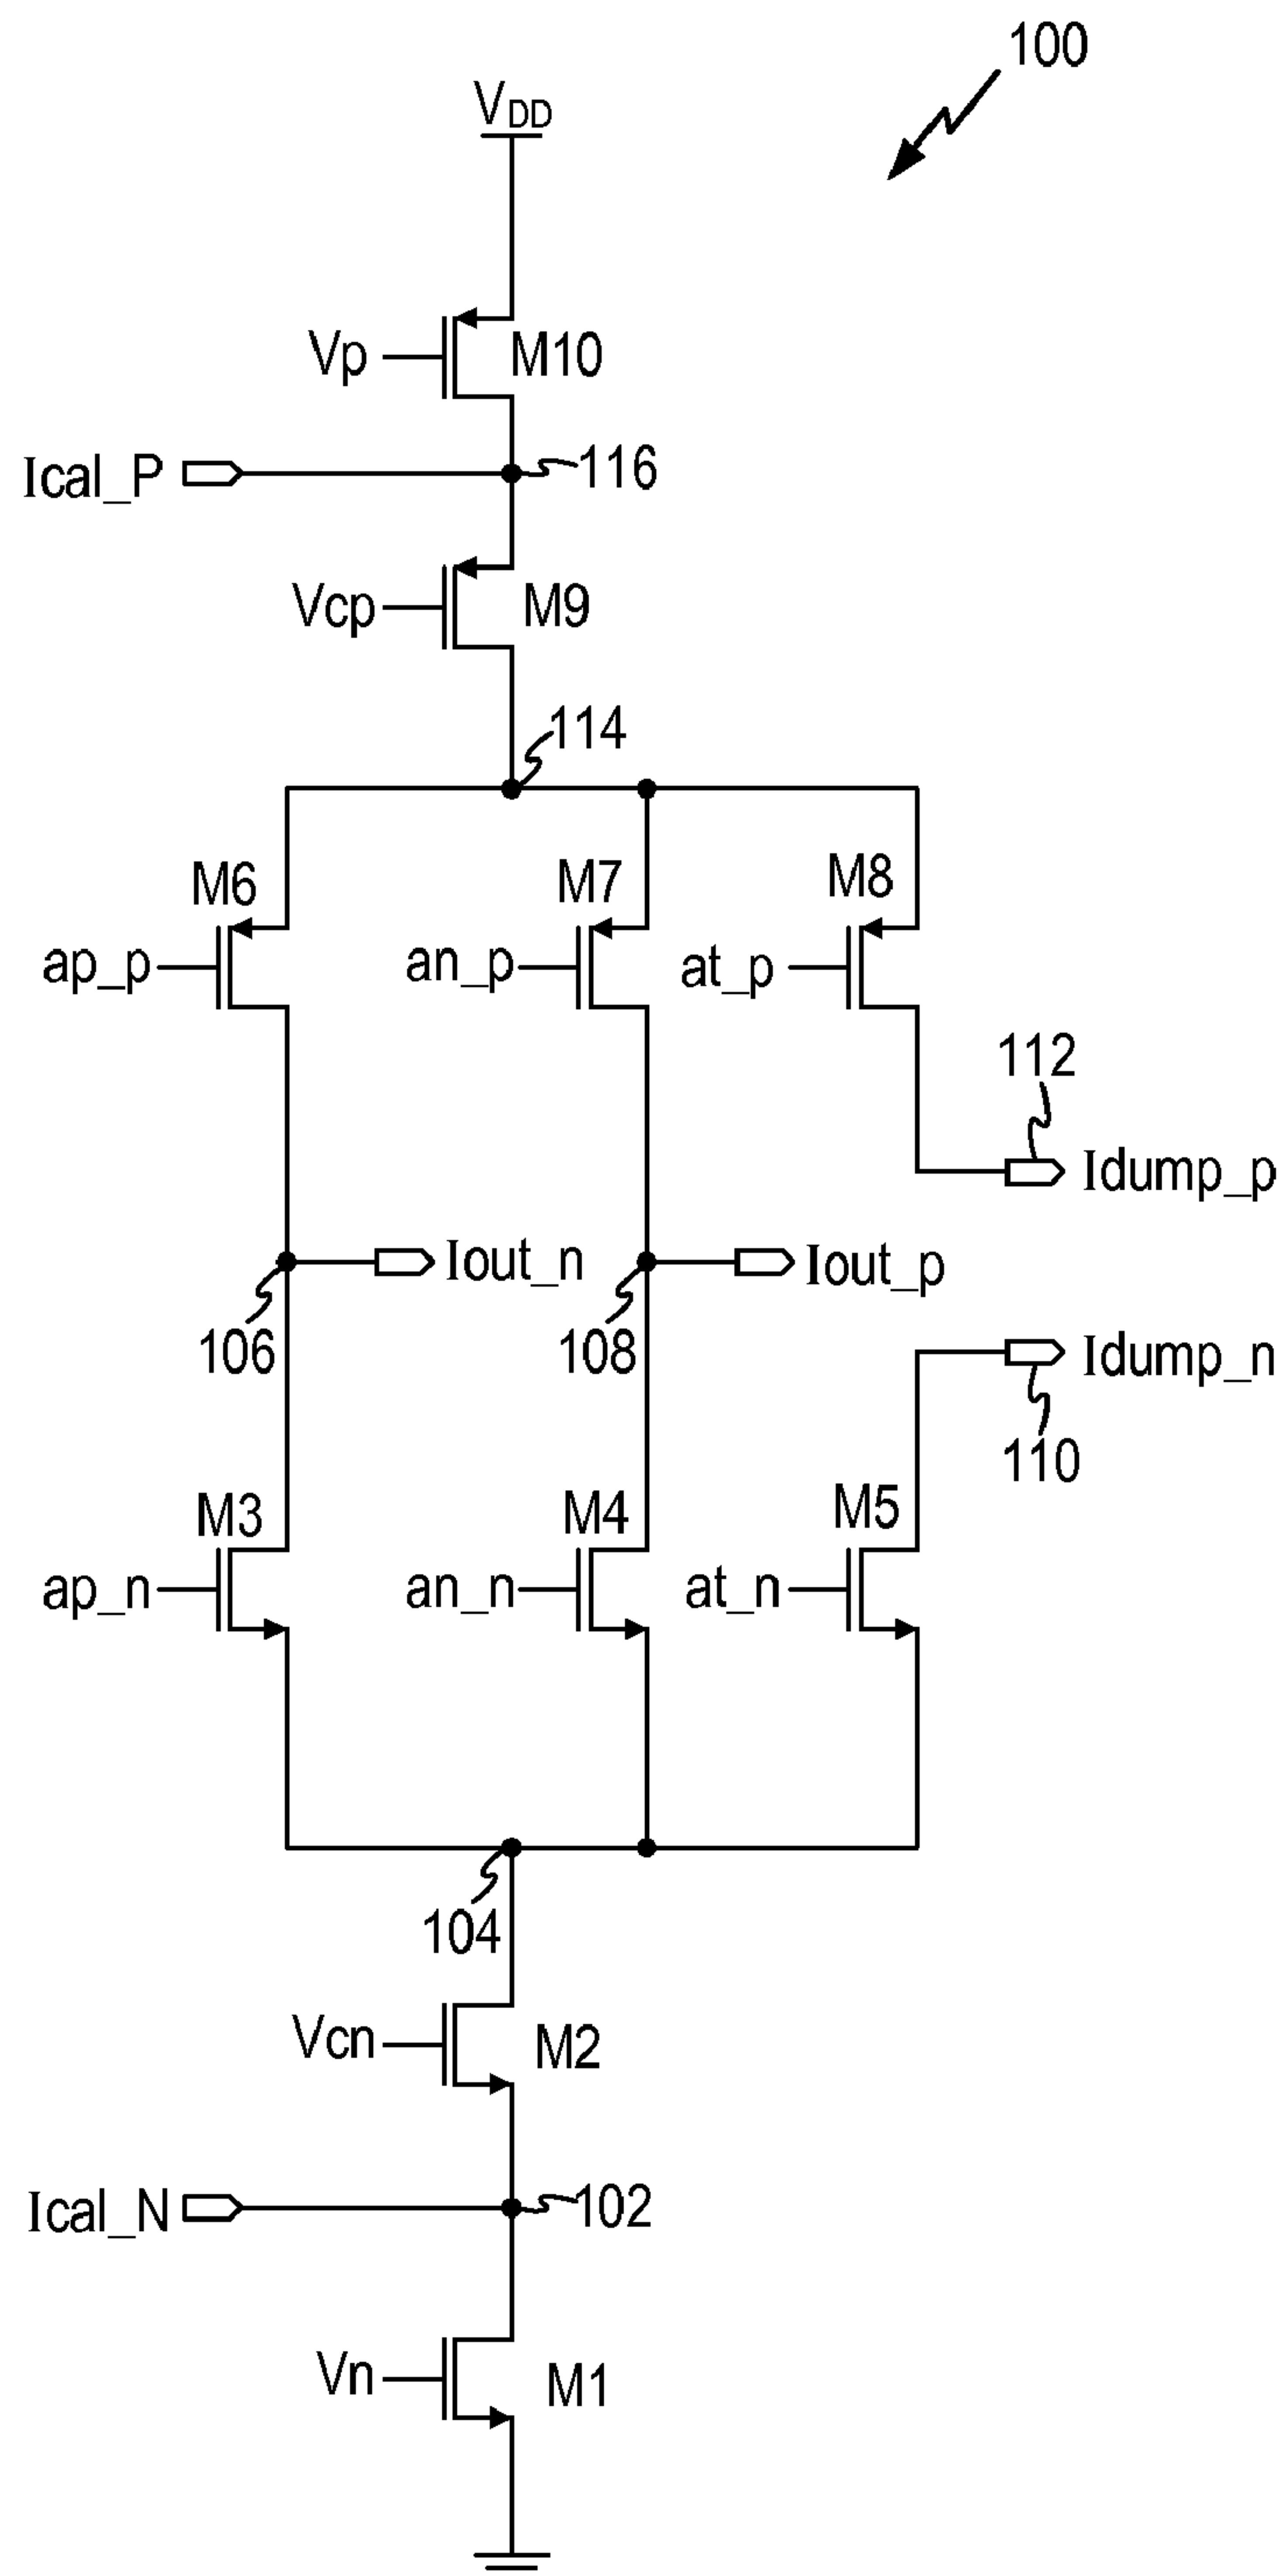 100
VDD
Vp
M10
Ical_P
116
Vcp
M9
114
M6
M7
M8
ap_p
an_p
at_p
112
Idump_p
Iout_n
Iout_p
106
108
Idump_n
110
M3
M4
M5
ap_n
an_n
at_n
104
Vcn
M2
Ical_N
102
Vn
M1